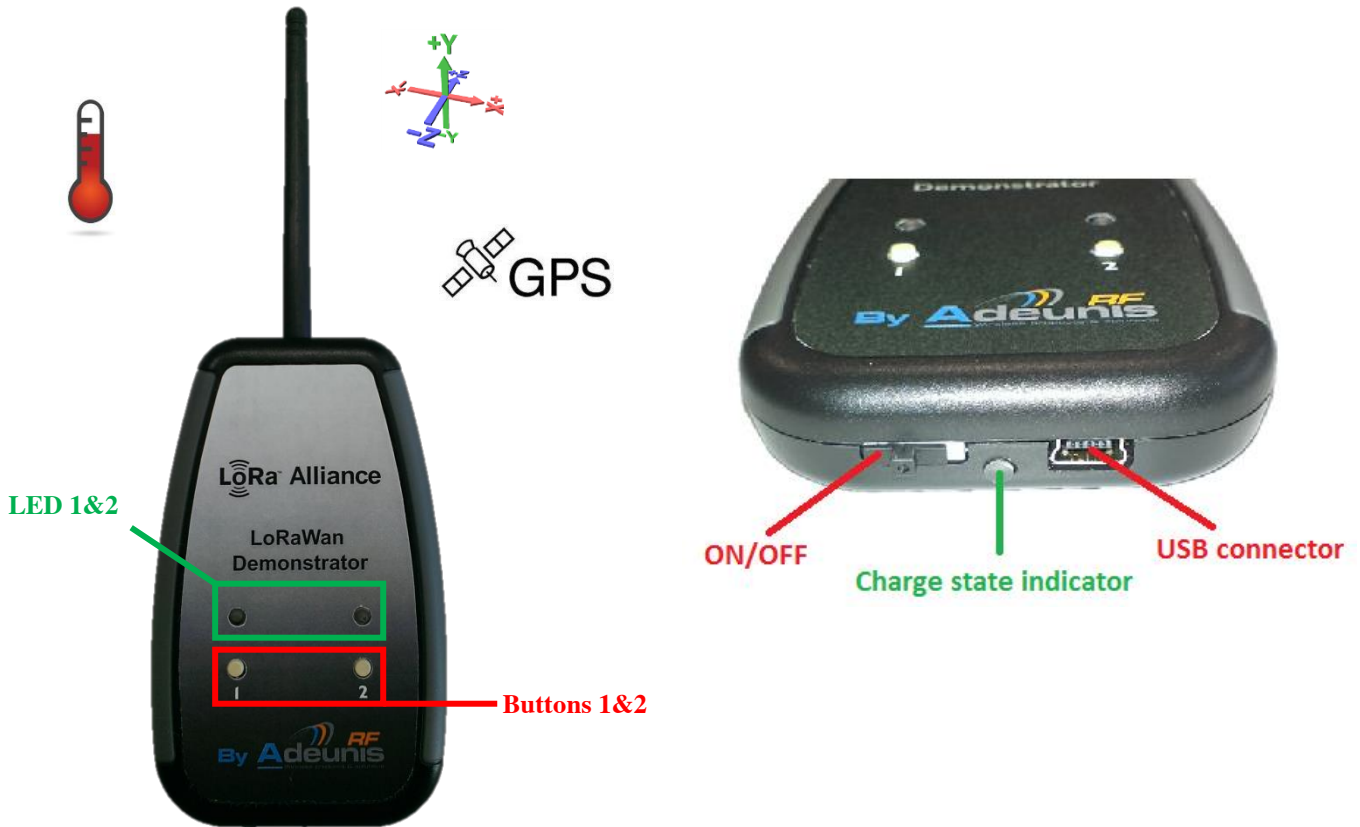 +Y
+Z
X-
X+
-Z
-Y
GPS
LoRa Alliance
LED 1&2
LoRaWan
Demonstrator
1 2
Buttons 1&2
By Adeunis RF
Demonstrator
1 2
By Adeunis RF
ON/OFF
USB connector
Charge state indicator